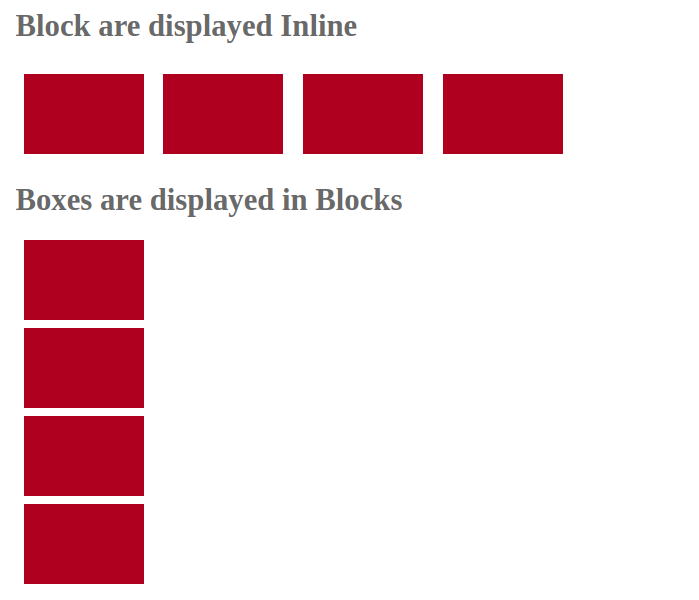 Block are displayed Inline
Boxes are displayed in Blocks